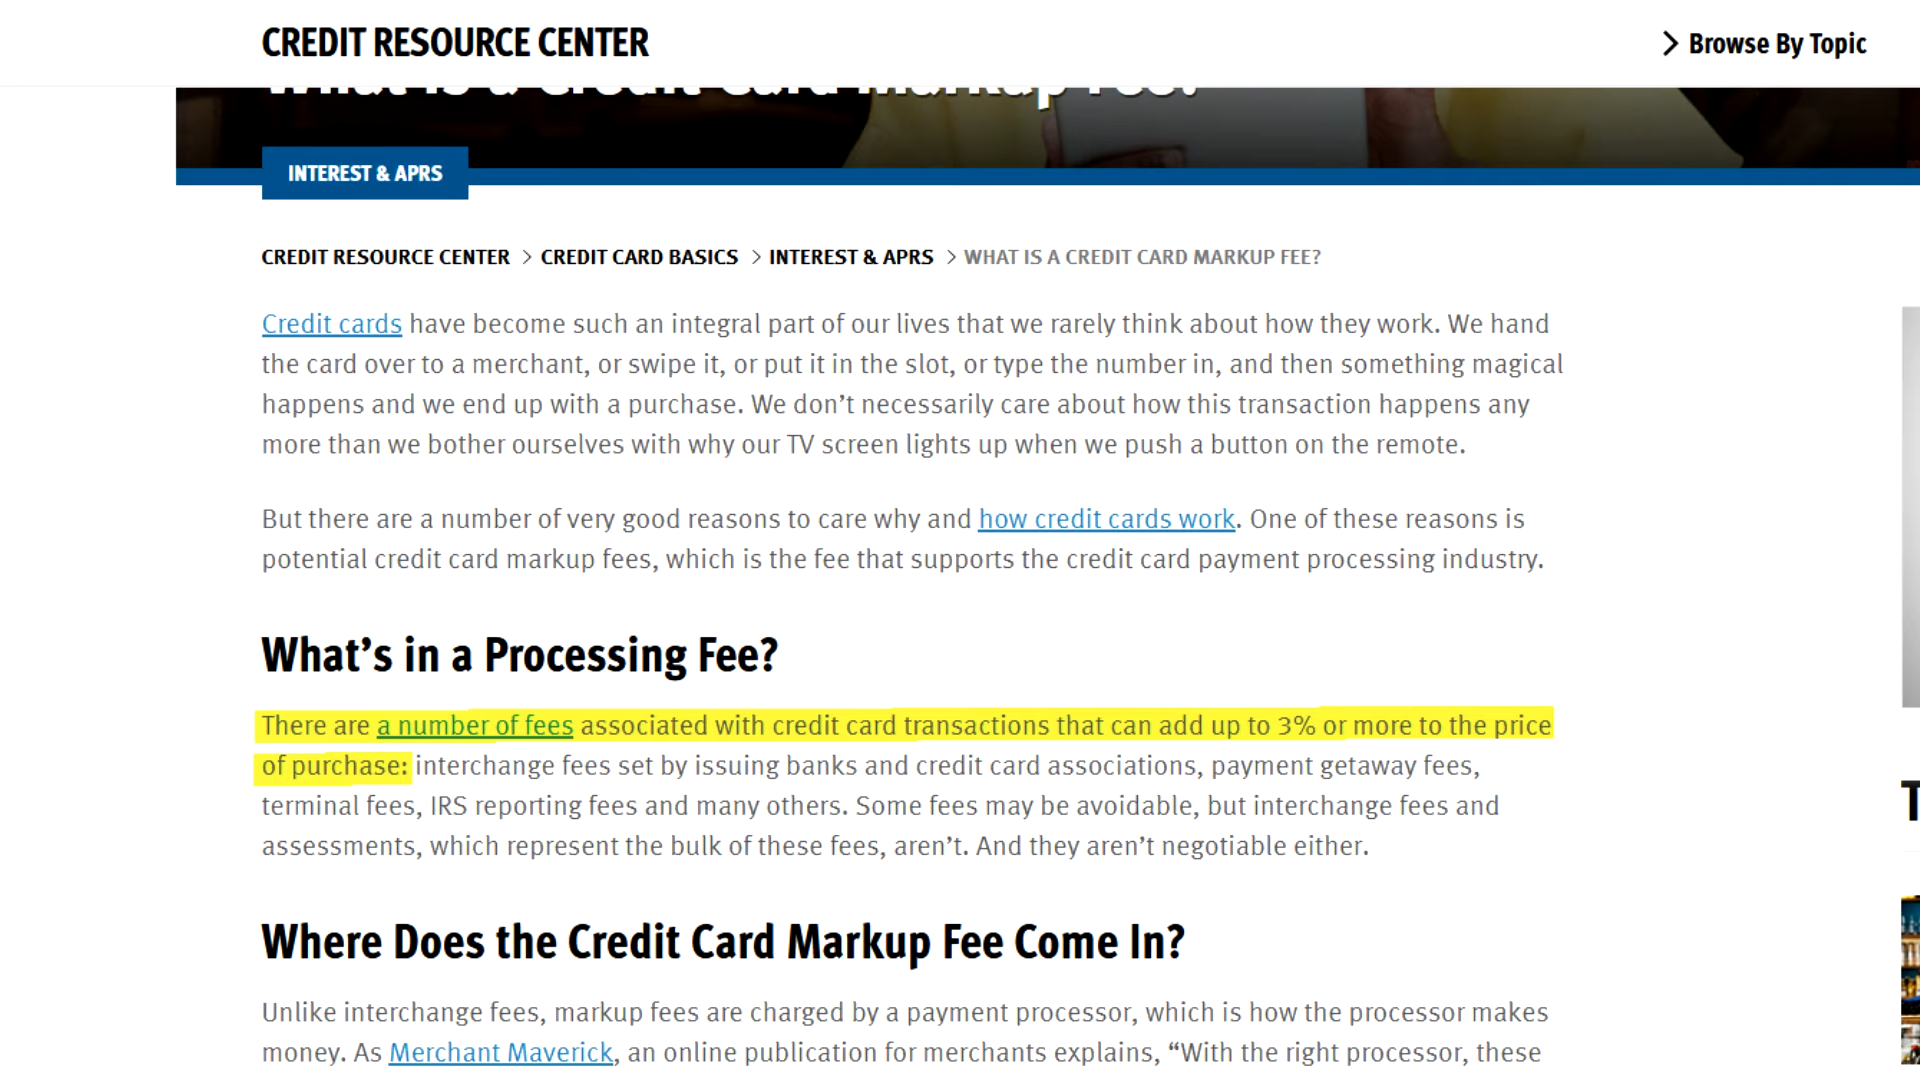 CREDIT RESOURCE CENTER
Browse By Topic
What Is a Credit Card Markup Fee?
INTEREST & APRS
CREDIT RESOURCE CENTER > CREDIT CARD BASICS > INTEREST & APRS > WHAT IS A CREDIT CARD MARKUP FEE?
Credit cards have become such an integral part of our lives that we rarely think about how they work. We hand
the card over to a merchant, or swipe it, or put it in the slot, or type the number in, and then something magical
happens and we end up with a purchase. We don’t necessarily care about how this transaction happens any
more than we bother ourselves with why our TV screen lights up when we push a button on the remote.
But there are a number of very good reasons to care why and how credit cards work. One of these reasons is
potential credit card markup fees, which is the fee that supports the credit card payment processing industry.
What’s in a Processing Fee?
There are a number of fees associated with credit card transactions that can add up to 3% or more to the price
of purchase: interchange fees set by issuing banks and credit card associations, payment getaway fees,
terminal fees, IRS reporting fees and many others. Some fees may be avoidable, but interchange fees and
assessments, which represent the bulk of these fees, aren’t. And they aren’t negotiable either.
Where Does the Credit Card Markup Fee Come In?
Unlike interchange fees, markup fees are charged by a payment processor, which is how the processor makes
money. As Merchant Maverick, an online publication for merchants explains, “With the right processor, these